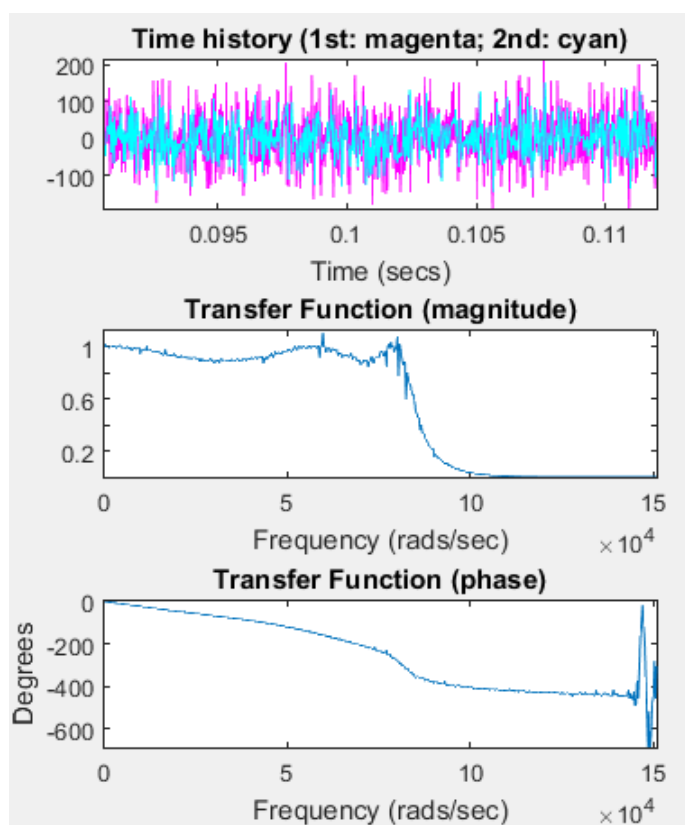 Time history (1st: magenta; 2nd: cyan)
200
100
0
-100
0.095 0.1 0.105 0.11
Time (secs)
Transfer Function (magnitude)
1
0.6
0.2
0 5 10 15
Frequency (rads/sec) ×10⁴
Transfer Function (phase)
0
-200
-400
-600
Degrees
0 5 10 15
Frequency (rads/sec) ×10⁴